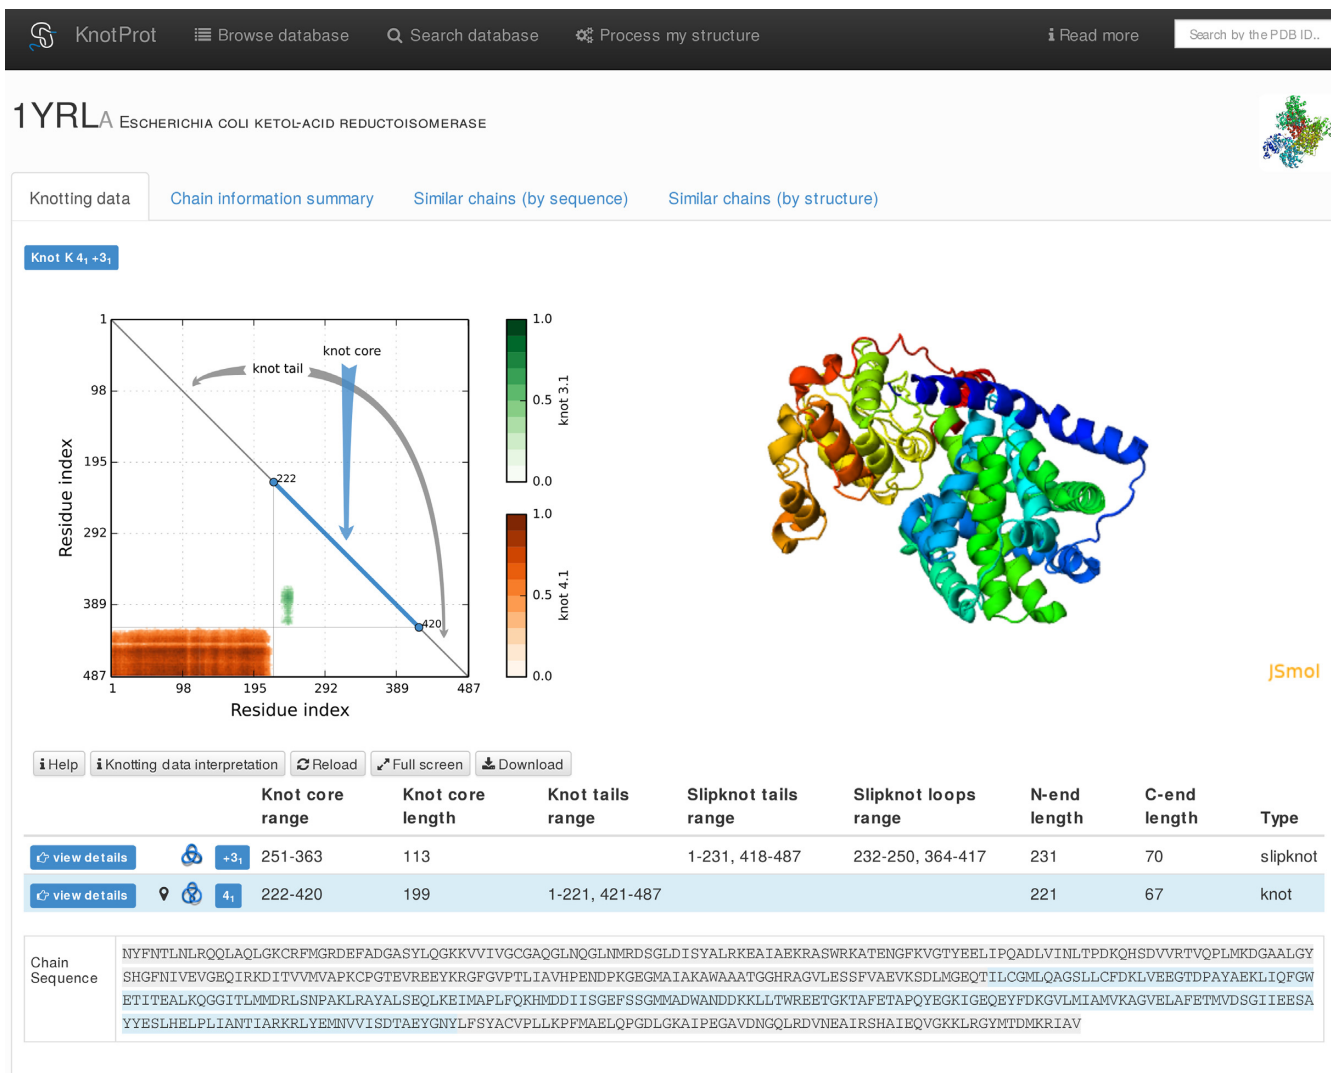 KnotProt Browse database Search database Process my structure Read more Search by the PDB ID..
1YRLA ESCHERICHIA COLI KETOL-ACID REDUCTOISOMERASE
Knotting data Chain information summary Similar chains (by sequence) Similar chains (by structure)
Knot K 4₁ +3₁
1
98
195
292
389
487
Residue index
1 98 195 292 389 487
Residue index
knot core
knot tail
222
420
1.0
0.5
0.0
knot 3.1
1.0
0.5
0.0
knot 4.1
JSmol
Help Knotting data interpretation Reload Full screen Download
Knot core range Knot core length Knot tails range Slipknot tails range Slipknot loops range N-end length C-end length Type
view details +3₁ 251-363 113 1-231, 418-487 232-250, 364-417 231 70 slipknot
view details 4₁ 222-420 199 1-221, 421-487 221 67 knot
Chain Sequence
NYFNTLNLRQQLAQLGKCRFMGRDEFADGASYLQGKKVVIVGCGAQGLNQGLNMRDSGLDISYALRKEAIAEKRASWRKATENGFKVGTYEELIPQADLVINLTPDKQHSDVVRTVQPLMKDGAALGY
SHGFNIVEVGEQIRKDITVVMVAPKCPGTEVREEYKRGFGVPTLIAVHPENDPKGEGMAIAKAWAAATGGHRAGVLESSFVAEVKSDLMGEQTILCGMLQAGSLLCFDKLVEEGTDPAYAEKLIQFGW
ETITEALKQGGITLMMDRLSNPAKLRAYALSEQLKEIMAPLFQKHMDDIISGEFSSGMMADWANDDKKLLTWREETGKTAFETAPQYEGKIGEQEYFDKGVLMIAMVKAGVELAFETMVDSGIIEESA
YYESLHELPLIANTIARKRLYEMNVVISDTAEYGNYLFSYACVPLLKPFMAELQPGDLGKAIPEGAVDNGQLRDVNEAIRSHAIEQVGKKLRGYMTDMKRIAV